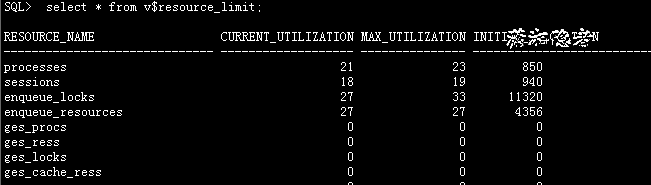 SQL> select * from v$resource_limit;
RESOURCE_NAME CURRENT_UTILIZATION MAX_UTILIZATION INITI N
processes 21 23 850
sessions 18 19 940
enqueue_locks 27 33 11320
enqueue_resources 27 27 4356
ges_procs 0 0 0
ges_ress 0 0 0
ges_locks 0 0 0
ges_cache_ress 0 0 0